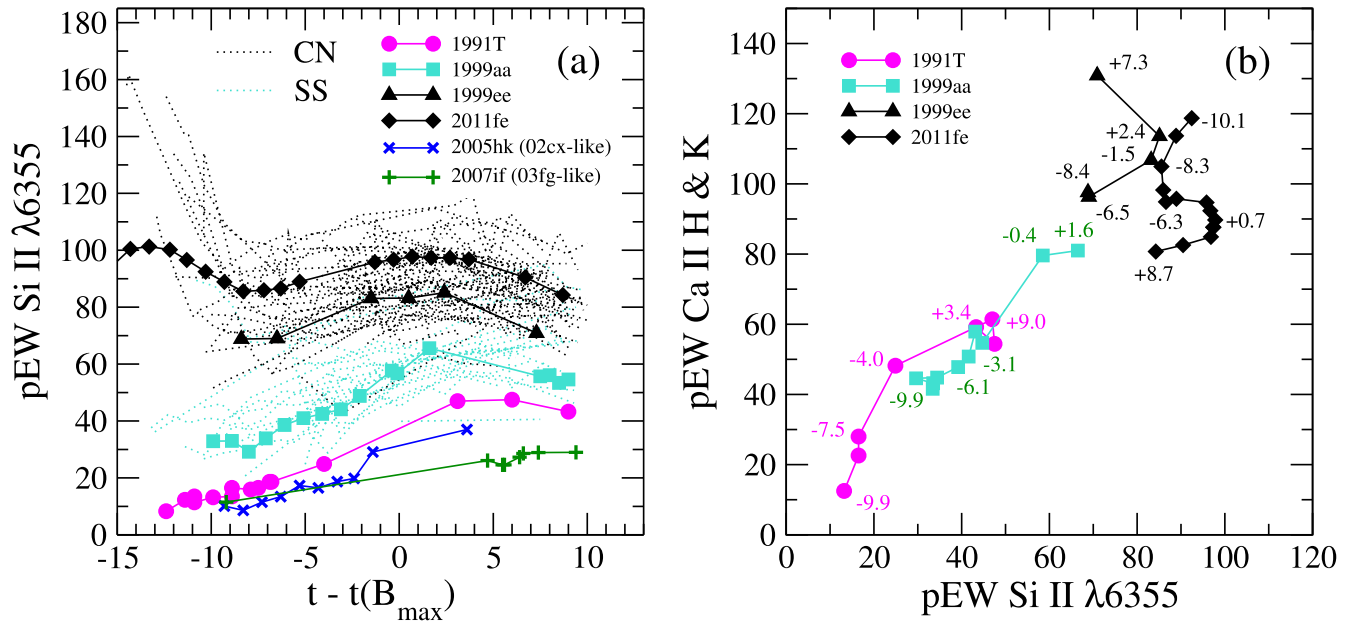 180
160
140
120
100
80
60
40
20
0
-15
-10
-5
0
5
10
pEW Si II λ6355
t - t(Bmax)
CN
SS
1991T
1999aa
1999ee
2011fe
2005hk (02cx-like)
2007if (03fg-like)
(a)
140
120
100
80
60
40
20
0
0
20
40
60
80
100
120
pEW Ca II H & K
pEW Si II λ6355
1991T
1999aa
1999ee
2011fe
(b)
+7.3
+2.4
-10.1
-1.5
-8.3
-8.4
-6.5
-6.3
+0.7
+8.7
-0.4
+1.6
+3.4
+9.0
-4.0
-3.1
-6.1
-9.9
-7.5
-9.9